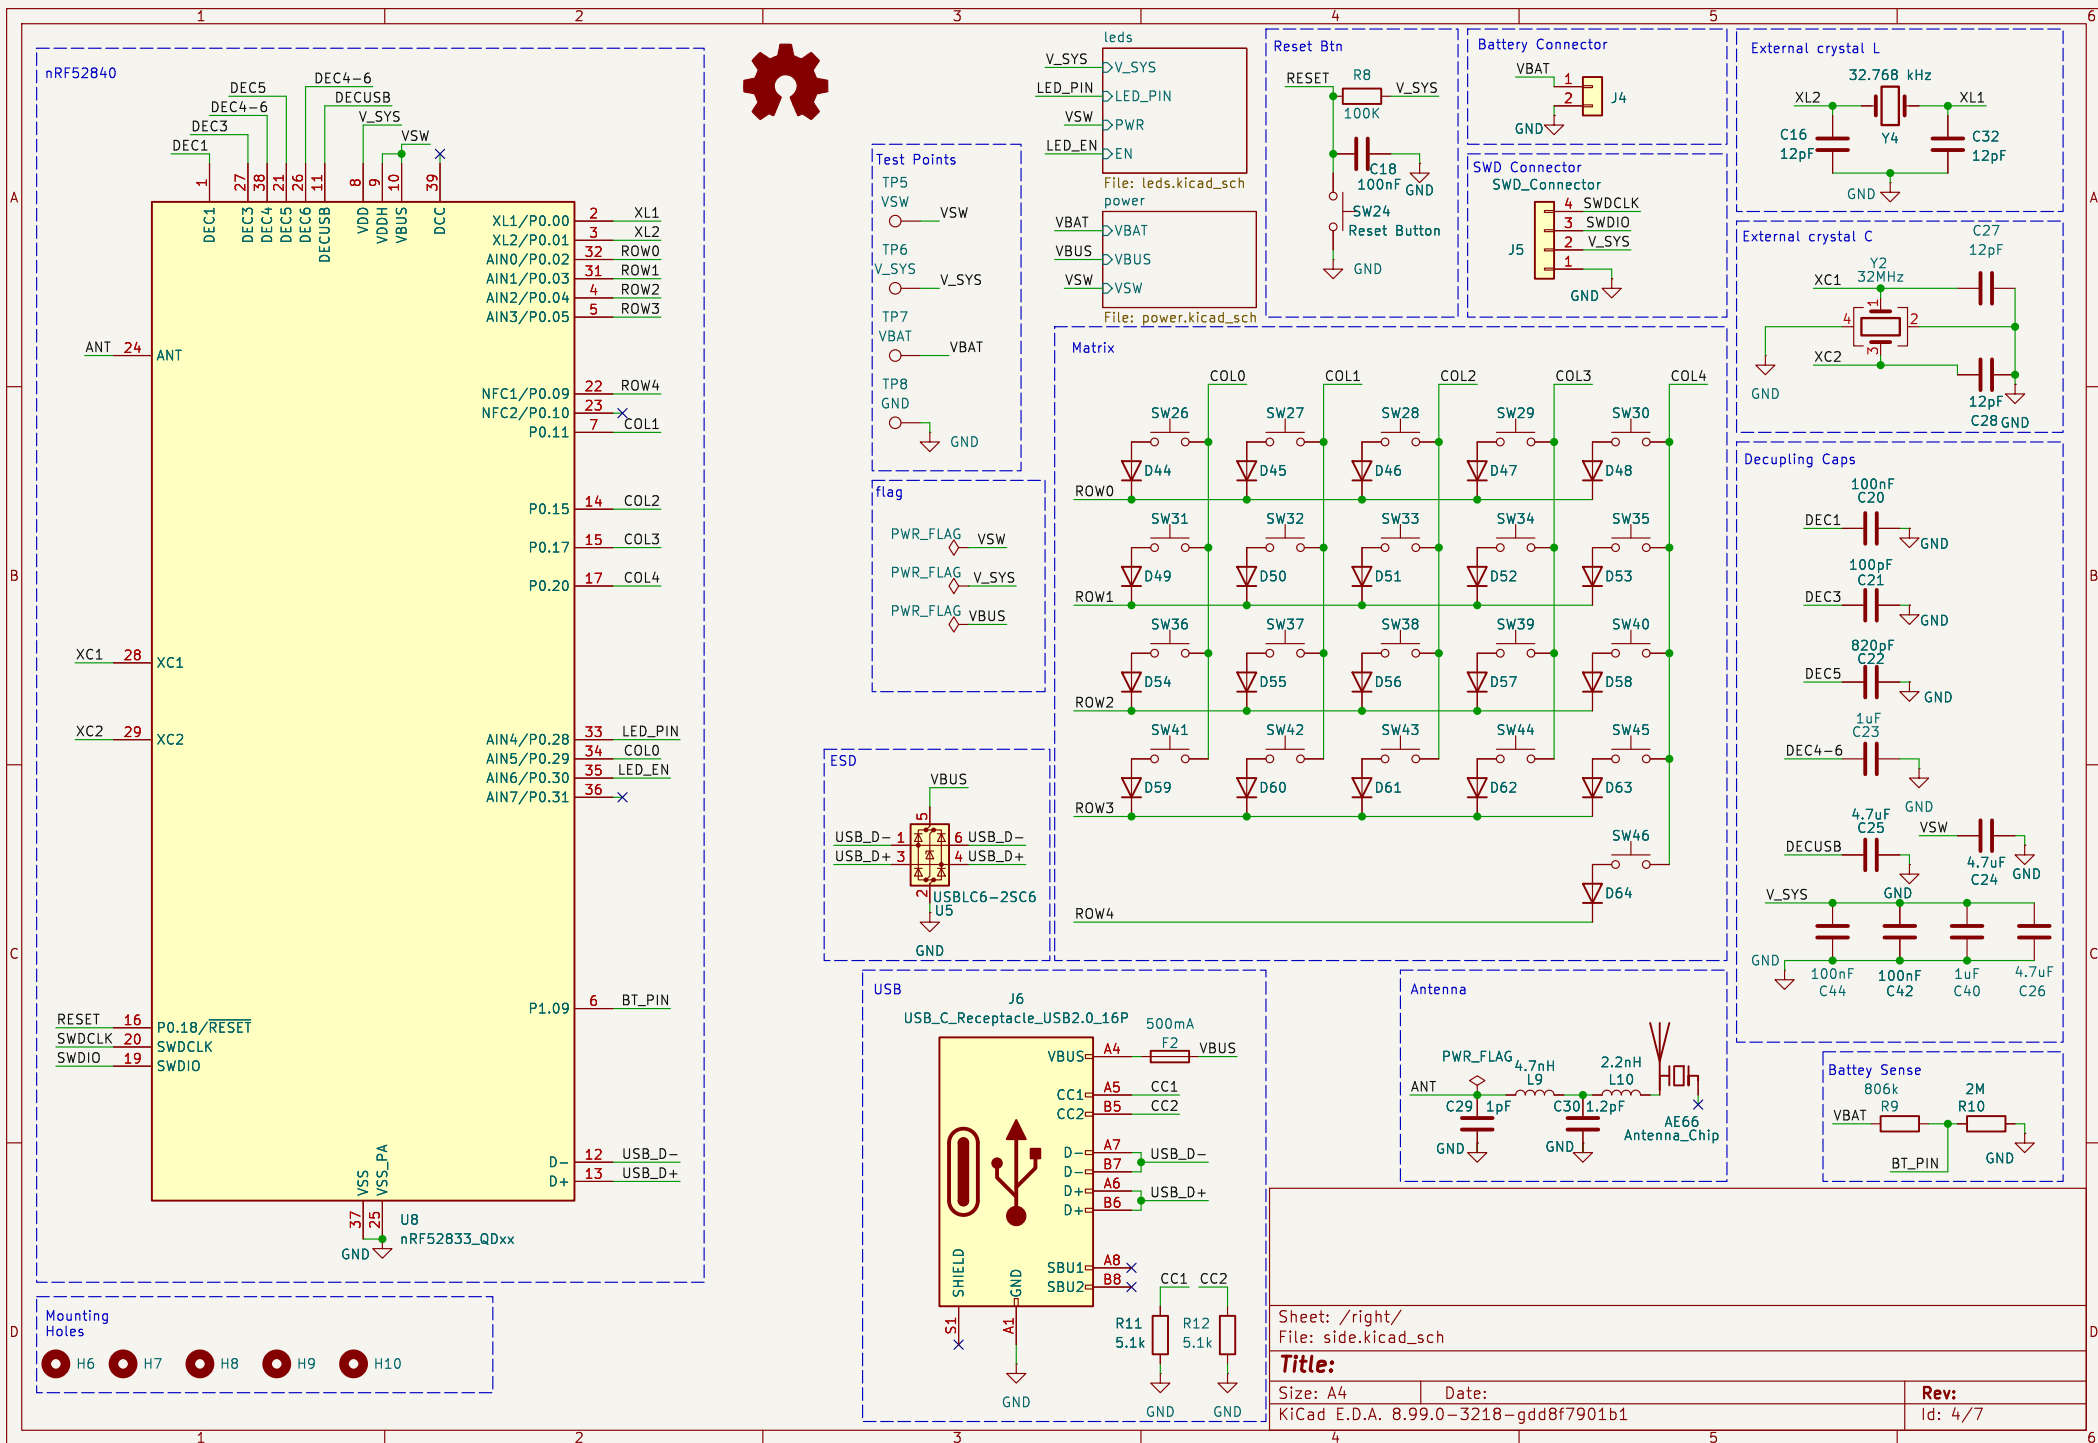 1 2 3 4 5 6
A
B
C
D
nRF52840
DEC1
DEC3
DEC4-6
DEC5
DEC4-6
DECUSB
V_SYS
VSW
1 27 38 21 26 11 8 9 10 39
DEC1 DEC3 DEC4 DEC5 DEC6 DECUSB VDD VDDH VBUS DCC
XL1/P0.00 2 XL1
XL2/P0.01 3 XL2
AIN0/P0.02 32 ROW0
AIN1/P0.03 31 ROW1
AIN2/P0.04 4 ROW2
AIN3/P0.05 5 ROW3
ANT 24 ANT
NFC1/P0.09 22 ROW4
NFC2/P0.10 23
P0.11 7 COL1
P0.15 14 COL2
P0.17 15 COL3
P0.20 17 COL4
XC1 28 XC1
XC2 29 XC2
AIN4/P0.28 33 LED_PIN
AIN5/P0.29 34 COL0
AIN6/P0.30 35 LED_EN
AIN7/P0.31 36
P1.09 6 BT_PIN
RESET 16 P0.18/RESET
SWDCLK 20 SWDCLK
SWDIO 19 SWDIO
D- 12 USB_D-
D+ 13 USB_D+
VSS VSS_PA
37 25
GND
U8
nRF52833_QDxx
Mounting
Holes
H6 H7 H8 H9 H10
Test Points
TP5
VSW
VSW
TP6
V_SYS
V_SYS
TP7
VBAT
VBAT
TP8
GND
GND
flag
PWR_FLAG
VSW
PWR_FLAG
V_SYS
PWR_FLAG
VBUS
leds
V_SYS V_SYS
LED_PIN LED_PIN
VSW PWR
LED_EN EN
File: leds.kicad_sch
power
VBAT VBAT
VBUS VBUS
VSW VSW
File: power.kicad_sch
Reset Btn
RESET
R8
V_SYS
100K
C18
100nF
GND
SW24
Reset Button
GND
Battery Connector
VBAT
1
2
J4
GND
SWD Connector
SWD_Connector
4 SWDCLK
3 SWDIO
2 V_SYS
1
J5
GND
External crystal L
32.768 kHz
XL2 XL1
Y4
C16
12pF
C32
12pF
GND
External crystal C
C27
12pF
Y2
32MHz
XC1
1
4 2
3
XC2
GND
12pF
C28 GND
Matrix
COL0 COL1 COL2 COL3 COL4
SW26 SW27 SW28 SW29 SW30
D44 D45 D46 D47 D48
ROW0
SW31 SW32 SW33 SW34 SW35
D49 D50 D51 D52 D53
ROW1
SW36 SW37 SW38 SW39 SW40
D54 D55 D56 D57 D58
ROW2
SW41 SW42 SW43 SW44 SW45
D59 D60 D61 D62 D63
ROW3
SW46
D64
ROW4
Decupling Caps
100nF
C20
DEC1
GND
100pF
C21
DEC3
GND
820pF
C22
DEC5
GND
1uF
C23
DEC4-6
GND
4.7uF
C25
DECUSB
GND
VSW
4.7uF
C24
GND
V_SYS
GND
100nF 100nF 1uF 4.7uF
C44 C42 C40 C26
ESD
VBUS
5
USB_D- 1 6 USB_D-
USB_D+ 3 4 USB_D+
2
USBLC6-2SC6
U5
GND
USB
J6
USB_C_Receptacle_USB2.0_16P
500mA
F2
VBUS A4 VBUS
CC1 A5 CC1
CC2 B5 CC2
D- A7
D- B7 USB_D-
D+ A6
D+ B6 USB_D+
SBU1 A8
SBU2 B8
SHIELD GND
S1 A1
GND
CC1 CC2
R11
5.1k
R12
5.1k
GND GND
Antenna
PWR_FLAG
4.7nH
L9
2.2nH
L10
ANT
C29 1pF
C30 1.2pF
GND
GND
AE66
Antenna_Chip
Battey Sense
806k
R9
2M
R10
VBAT
BT_PIN
GND
Sheet: /right/
File: side.kicad_sch
Title:
Size: A4
Date:
Rev:
KiCad E.D.A. 8.99.0-3218-gdd8f7901b1
Id: 4/7
A
B
C
D
1 2 3 4 5 6